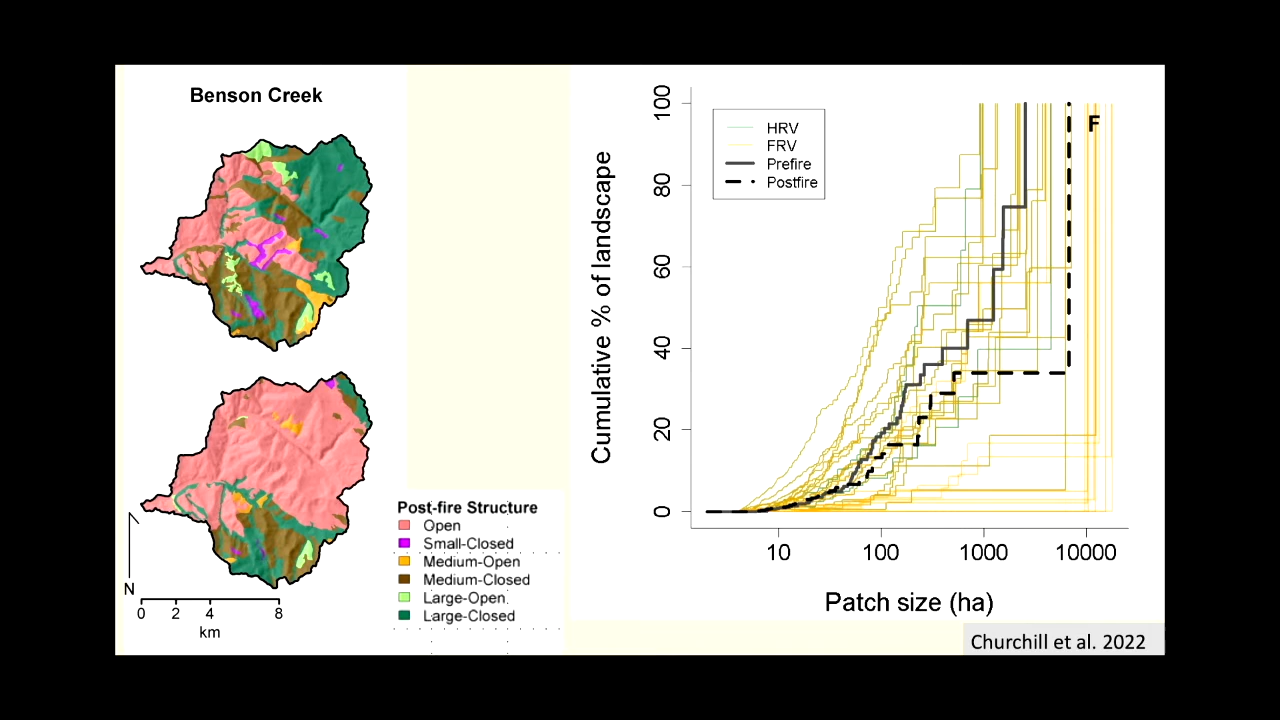 Benson Creek
N
0 2 4 8
km
Post-fire Structure
Open
Small-Closed
Medium-Open
Medium-Closed
Large-Open
Large-Closed
Cumulative % of landscape
100
80
60
40
20
0
HRV
FRV
Prefire
Postfire
F
10 100 1000 10000
Patch size (ha)
Churchill et al. 2022